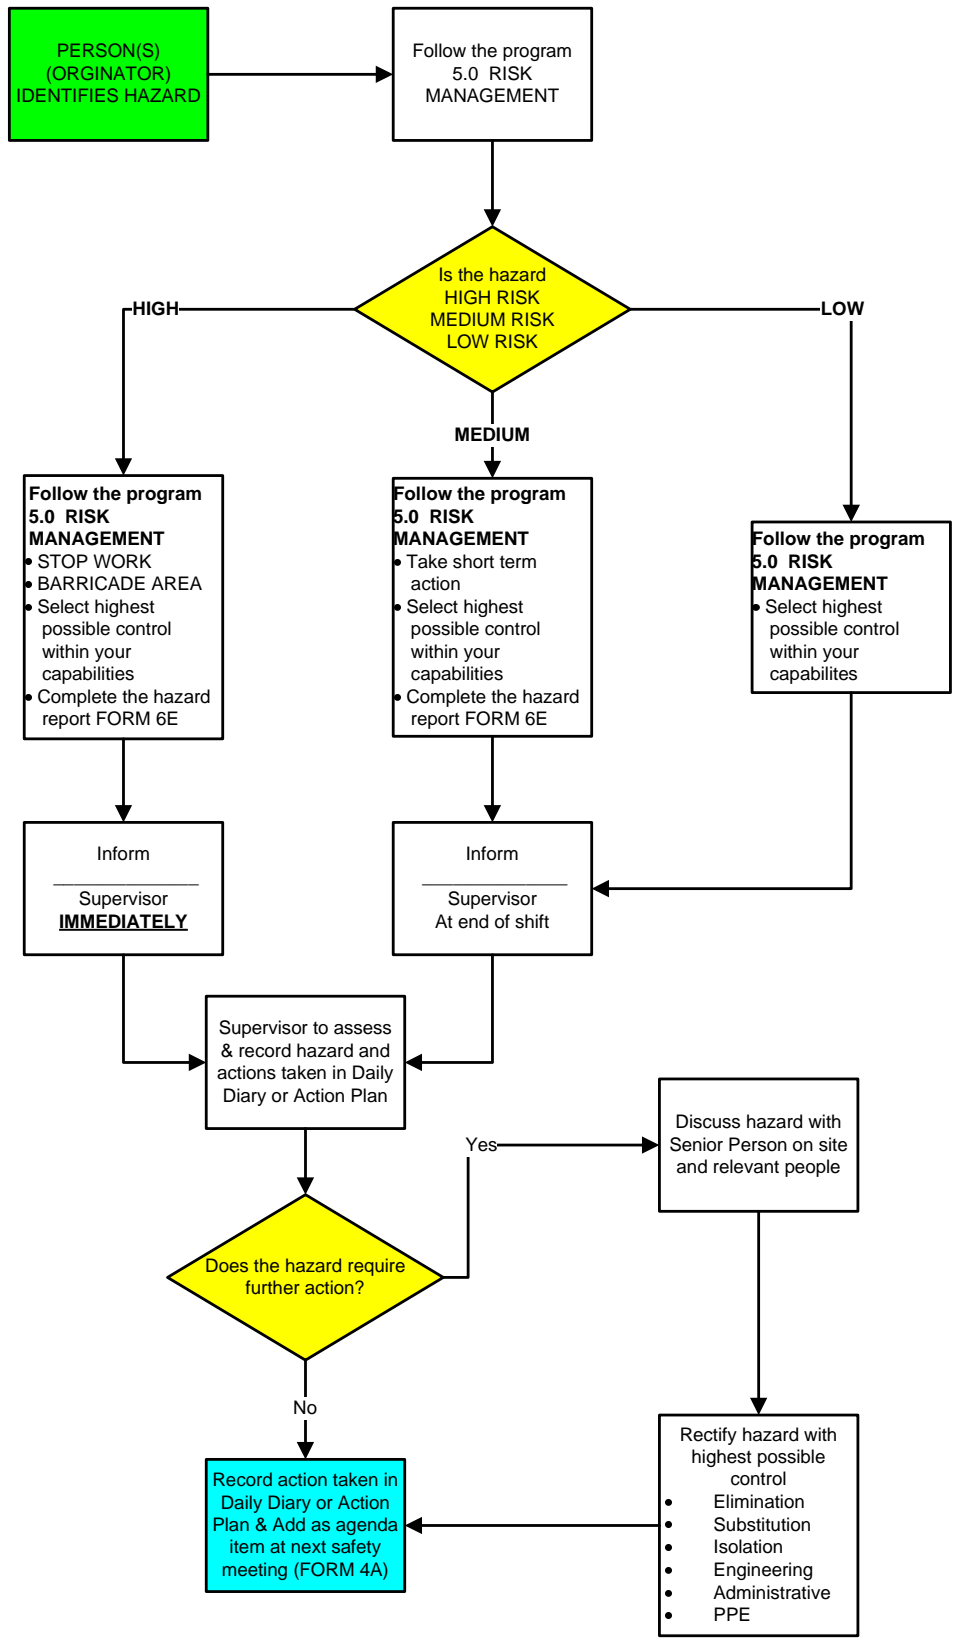 PERSON(S)
(ORGINATOR)
IDENTIFIES HAZARD
Follow the program
5.0 RISK
MANAGEMENT
Is the hazard
HIGH RISK
MEDIUM RISK
LOW RISK
HIGH
LOW
MEDIUM
Follow the program
5.0 RISK
MANAGEMENT
• STOP WORK
• BARRICADE AREA
• Select highest
possible control
within your
capabilities
• Complete the hazard
report FORM 6E
Follow the program
5.0 RISK
MANAGEMENT
• Take short term
action
• Select highest
possible control
within your
capabilities
• Complete the hazard
report FORM 6E
Follow the program
5.0 RISK
MANAGEMENT
• Select highest
possible control
within your
capabilites
Inform
______________
Supervisor
IMMEDIATELY
Inform
______________
Supervisor
At end of shift
Supervisor to assess
& record hazard and
actions taken in Daily
Diary or Action Plan
Yes
Discuss hazard with
Senior Person on site
and relevant people
Does the hazard require
further action?
No
Record action taken in
Daily Diary or Action
Plan & Add as agenda
item at next safety
meeting (FORM 4A)
Rectify hazard with
highest possible
control
• Elimination
• Substitution
• Isolation
• Engineering
• Administrative
• PPE